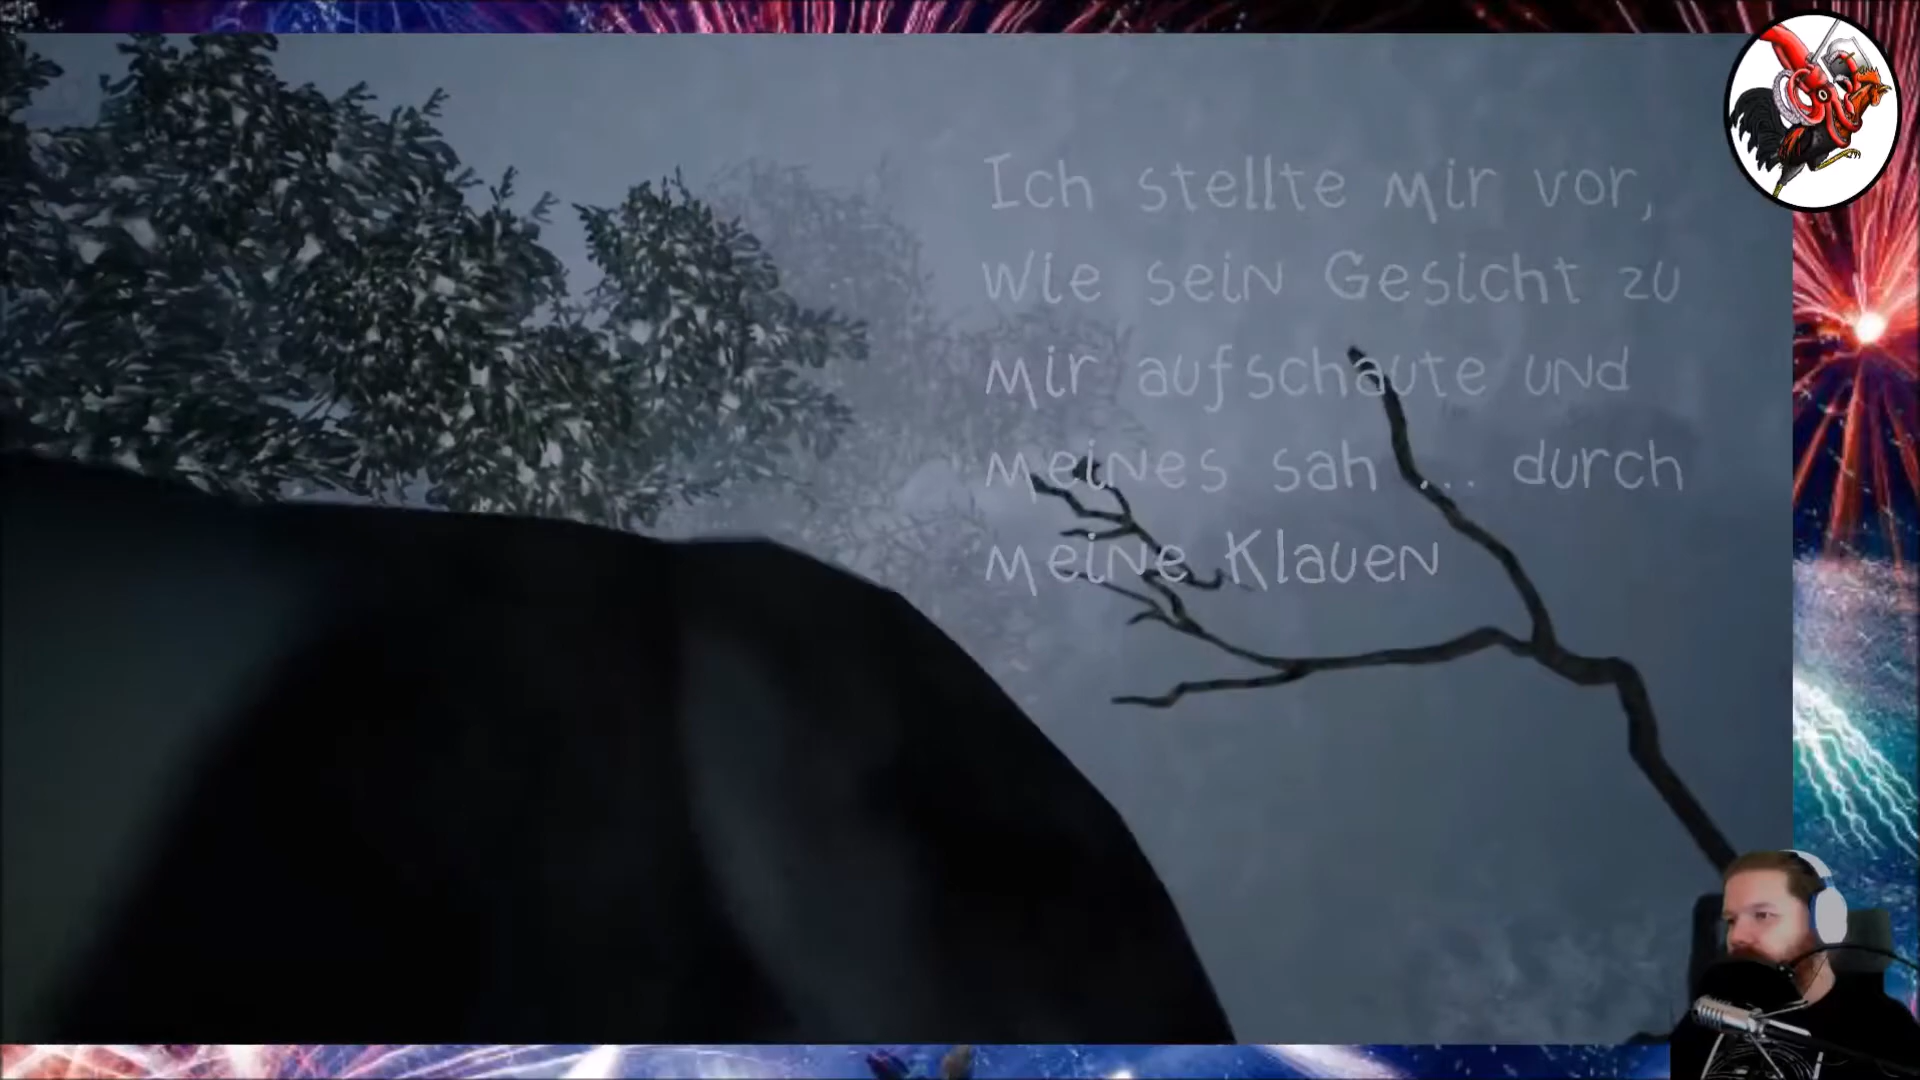 Ich stellte mir vor,
wie sein Gesicht zu
mir aufschaute und
meines sah ... durch
meine Klauen